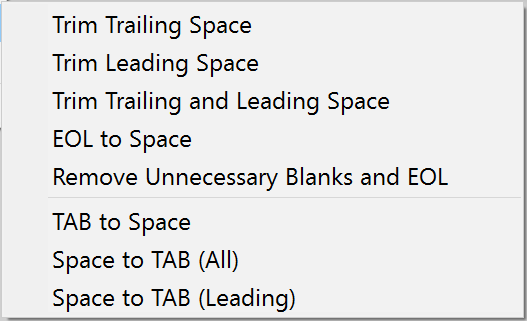 Trim Trailing Space
Trim Leading Space
Trim Trailing and Leading Space
EOL to Space
Remove Unnecessary Blanks and EOL
TAB to Space
Space to TAB (All)
Space to TAB (Leading)